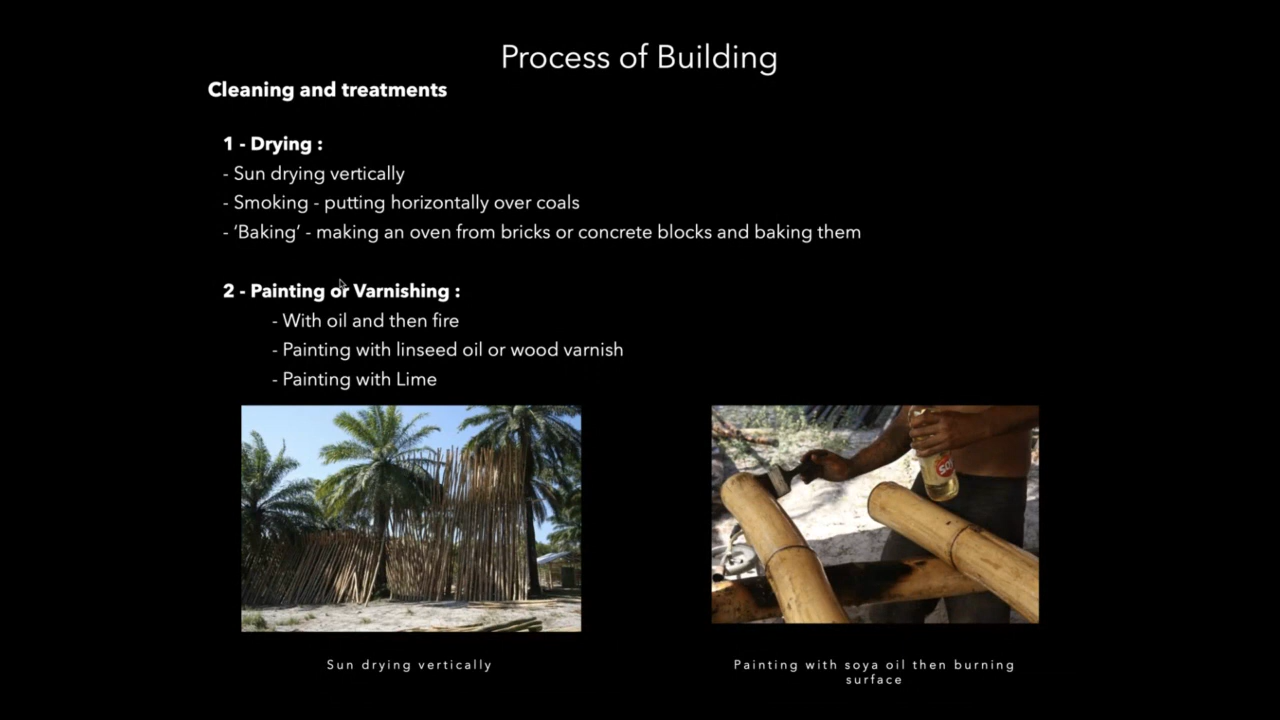 Process of Building
Cleaning and treatments
1 - Drying :
- Sun drying vertically
- Smoking - putting horizontally over coals
- ‘Baking’ - making an oven from bricks or concrete blocks and baking them
2 - Painting or Varnishing :
- With oil and then fire
- Painting with linseed oil or wood varnish
- Painting with Lime
Sun drying vertically
Painting with soya oil then burning
surface